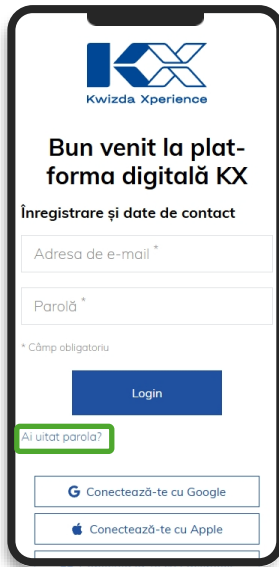 KX
Kwizda Xperience
Bun venit la plat-
forma digitală KX
Înregistrare și date de contact
Adresa de e-mail *
Parolă *
* Câmp obligatoriu
Login
Ai uitat parola?
Conectează-te cu Google
Conectează-te cu Apple